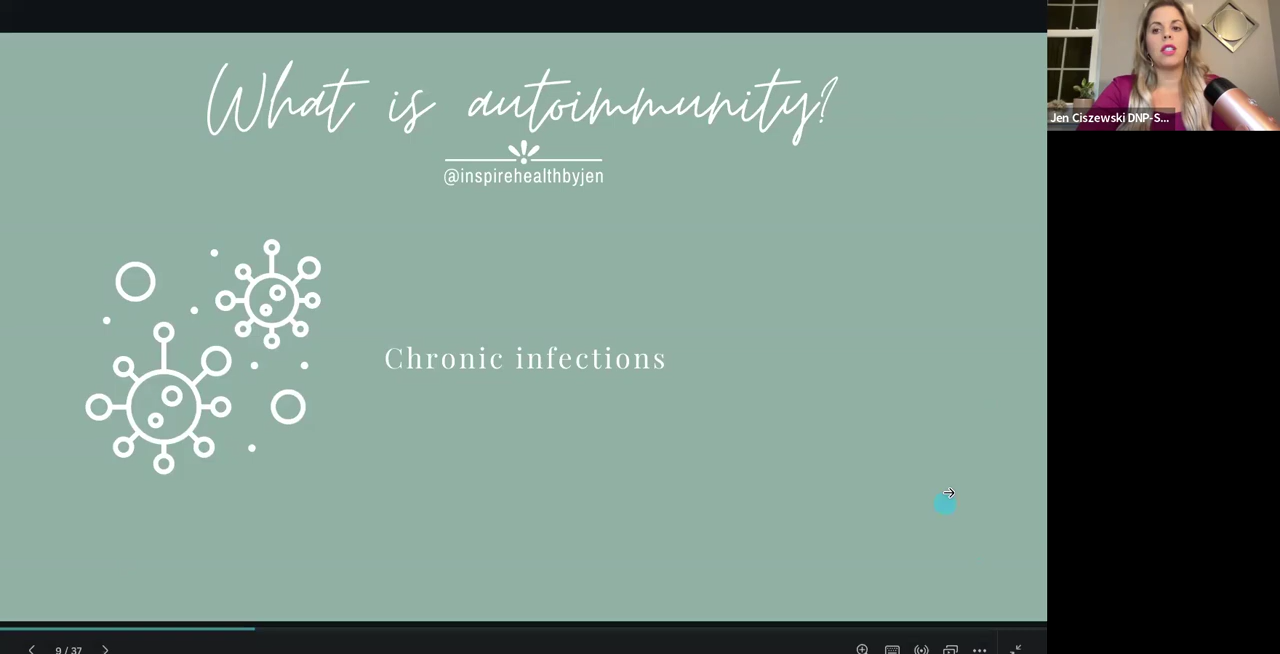 What is autoimmunity?
@inspirehealthbyjen
Chronic infections
Jen Ciszewski DNP-S...
9 / 37